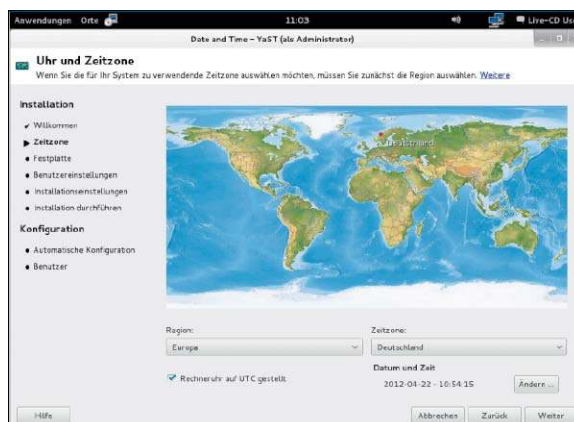 Anwendungen Orte 11:03 Live-CD Us
Date and Time – YaST (als Administrator)
Uhr und Zeitzone
Wenn Sie die für Ihr System zu verwendende Zeitzone auswählen möchten, müssen Sie zunächst die Region auswählen. Weitere
Installation
Willkommen
Zeitzone
Festplatte
Benutzereinstellungen
Installationseinstellungen
Installation durchführen
Konfiguration
Automatische Konfiguration
Benutzer
Deutschland
Region:
Europa
Zeitzone:
Deutschland
Rechneruhr auf UTC gestellt
Datum und Zeit
2012-04-22 - 10:54:15
Ändern ...
Hilfe
Abbrechen
Zurück
Weiter